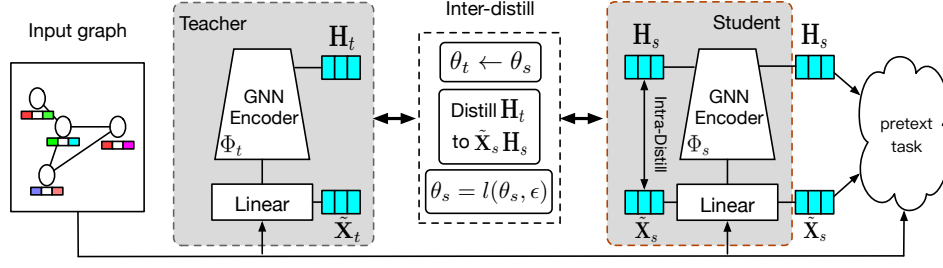 Input graph
Teacher
H_t
GNN
Encoder
Φ_t
Linear
X̃_t
Inter-distill
θ_t ← θ_s
Distill H_t
to X̃_s H_s
θ_s = l(θ_s, ϵ)
Student
H_s
Intra-Distill
GNN
Encoder
Φ_s
Linear
X̃_s
H_s
X̃_s
pretext
task